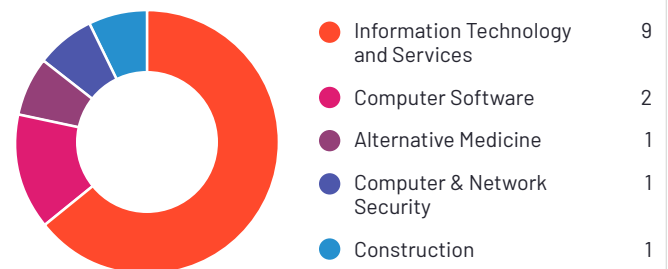 Information Technology 9
and Services
Computer Software 2
Alternative Medicine 1
Computer & Network 1
Security
Construction 1